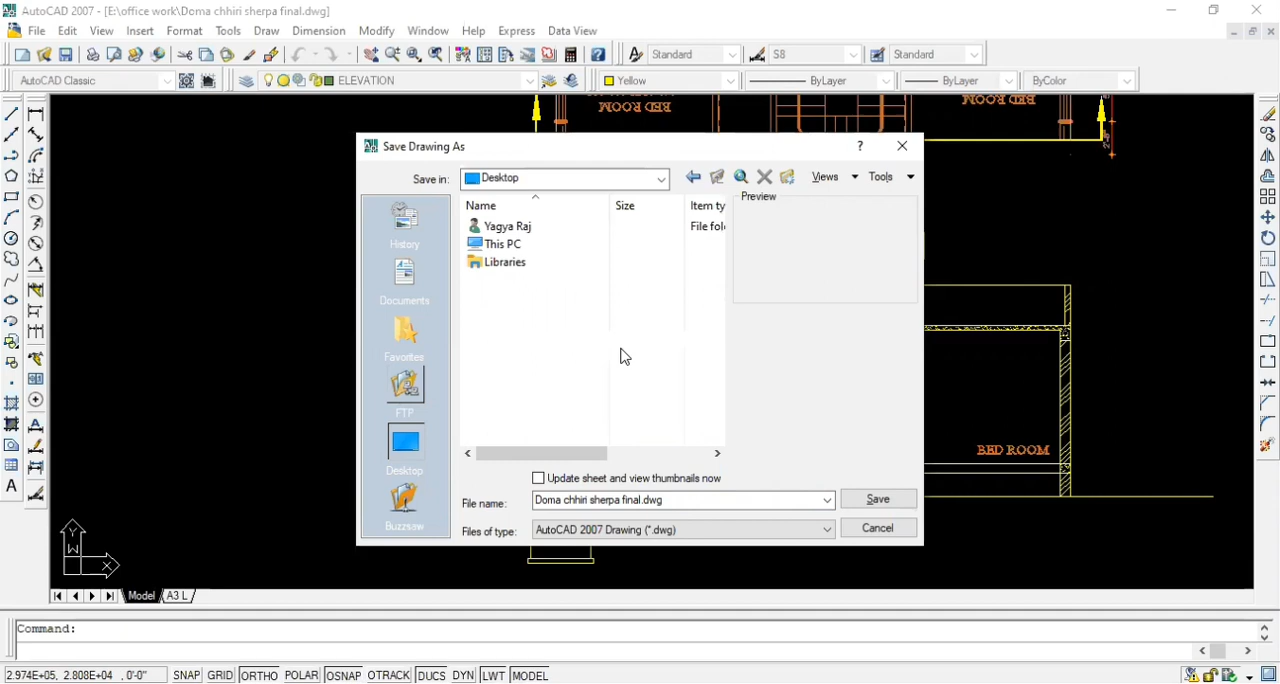 AutoCAD 2007 - [E:\office work\Doma chhiri sherpa final.dwg]
File Edit View Insert Format Tools Draw Dimension Modify Window Help Express Data View
Standard S8 Standard
AutoCAD Classic ELEVATION Yellow ByLayer ByLayer ByColor
BED ROOM BED ROOM
Save Drawing As
Save in: Desktop Views Tools
Name Size Item ty Preview
Yagya Raj File fol
This PC
Libraries
History
Documents
Favorites
FTP
Desktop
Buzzsaw
BED ROOM
Update sheet and view thumbnails now
File name: Doma chhiri sherpa final.dwg Save
Files of type: AutoCAD 2007 Drawing (*.dwg) Cancel
Y
W
X
Model A3 L
Command:
2.974E+05, 2.808E+04 , 0'-0" SNAP GRID ORTHO POLAR OSNAP OTRACK DUCS DYN LWT MODEL